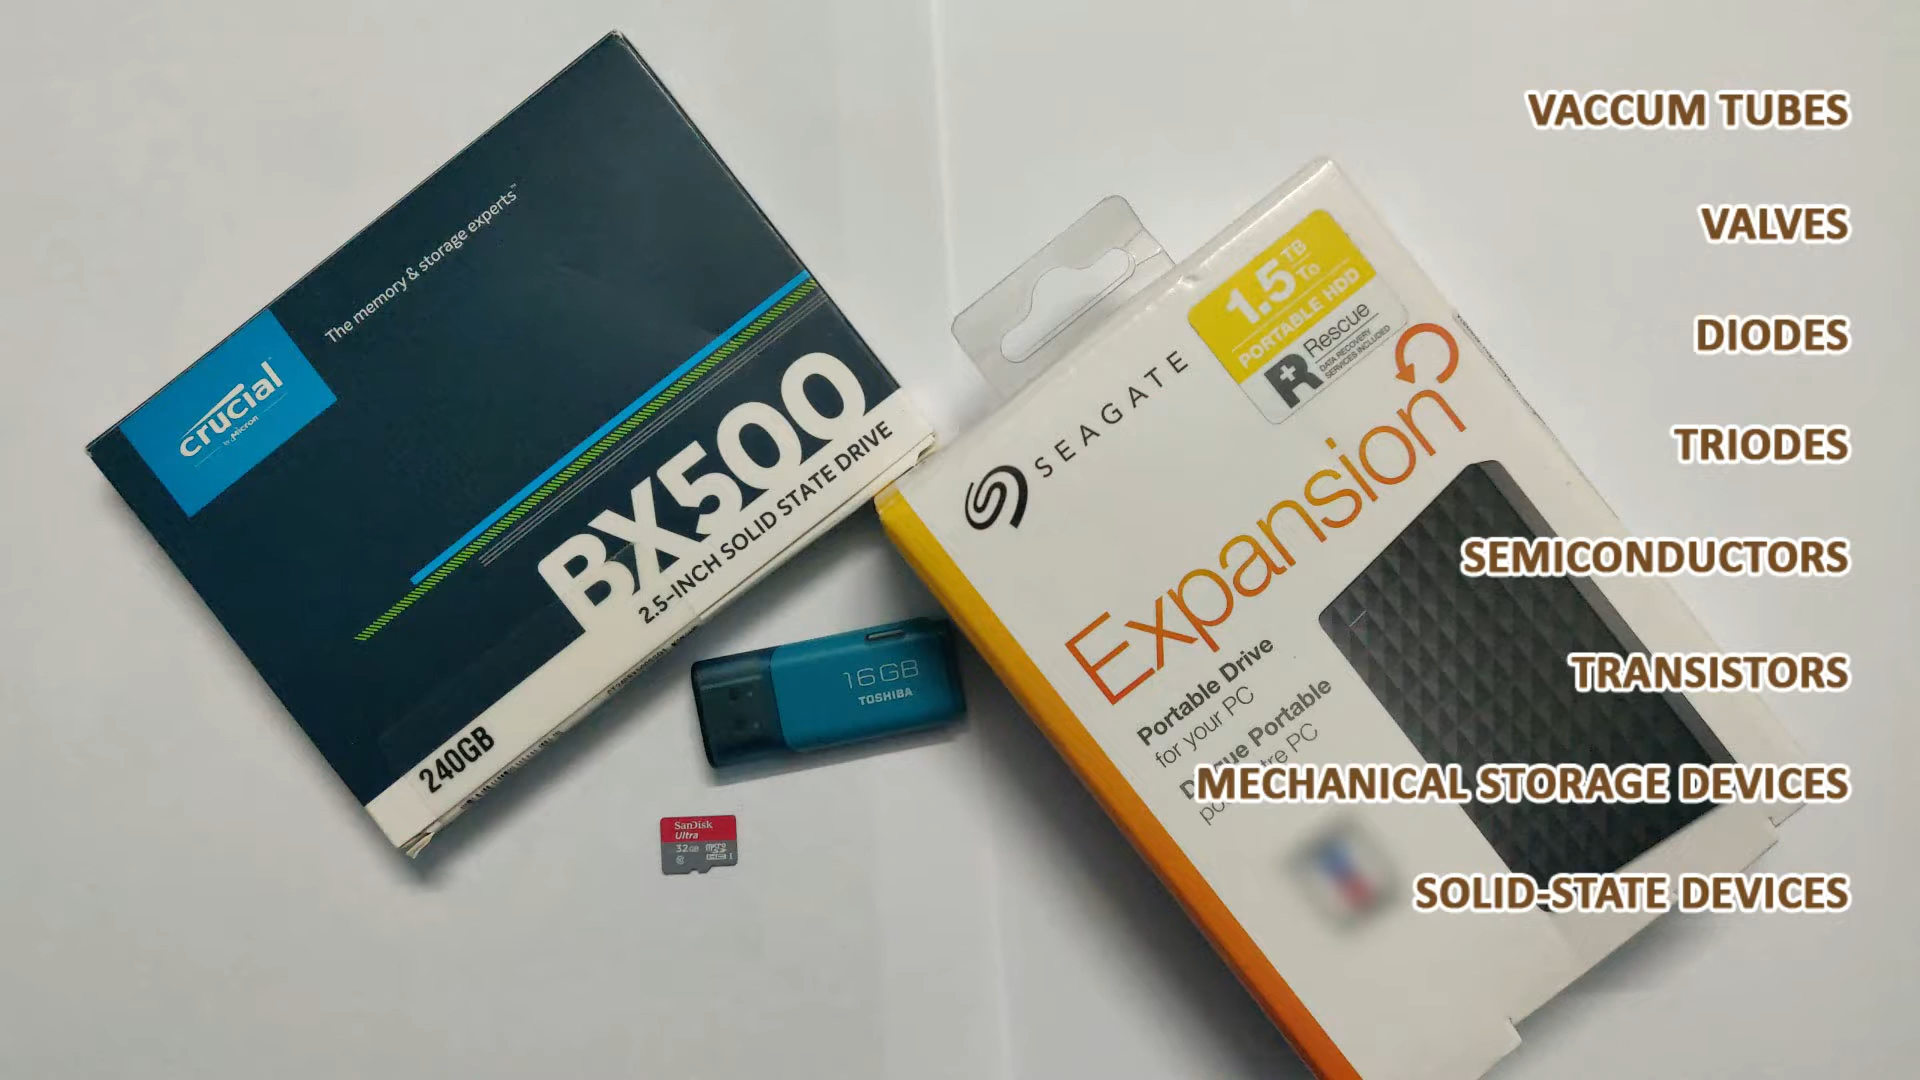 The memory & storage experts™
crucial
by Micron
BX500
2.5-INCH SOLID STATE DRIVE
240GB
16GB
TOSHIBA
SanDisk
Ultra
32GB
micro
SEAGATE
1.5 TB
To
PORTABLE HDD
Rescue
DATA RECOVERY
SERVICES INCLUDED
Expansion
Portable Drive
for your PC
Portable
PC
VACCUM TUBES
VALVES
DIODES
TRIODES
SEMICONDUCTORS
TRANSISTORS
MECHANICAL STORAGE DEVICES
SOLID-STATE DEVICES